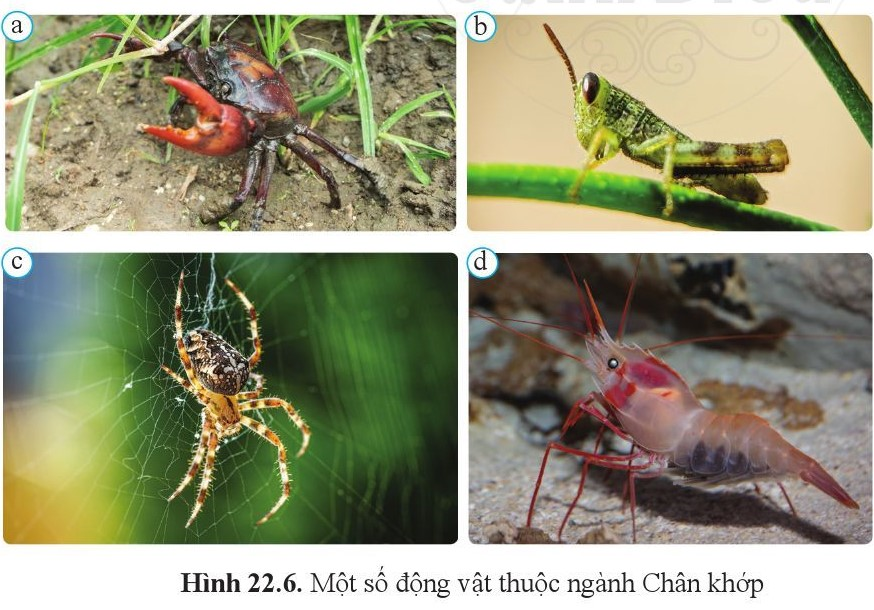 a
b
c
d
Hình 22.6. Một số động vật thuộc ngành Chân khớp